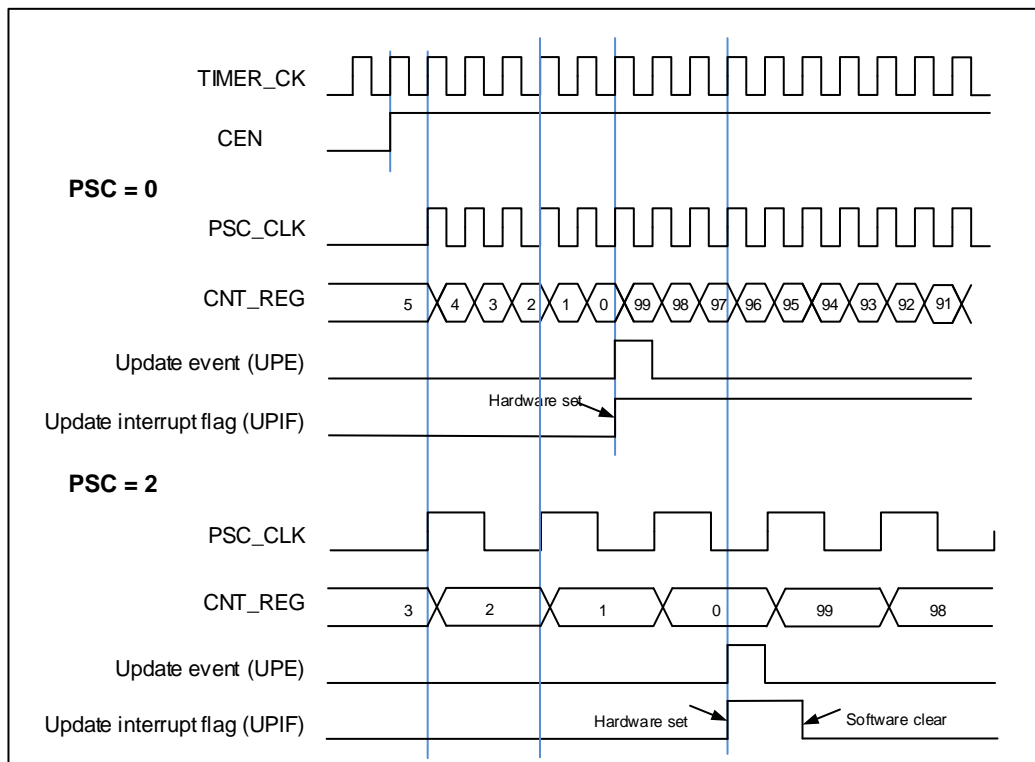 TIMER_CK
CEN
PSC = 0
PSC_CLK
CNT_REG 5 4 3 2 1 0 99 98 97 96 95 94 93 92 91
Update event (UPE)
Hardware set
Update interrupt flag (UPIF)
PSC = 2
PSC_CLK
CNT_REG 3 2 1 0 99 98
Update event (UPE)
Update interrupt flag (UPIF) Hardware set Software clear